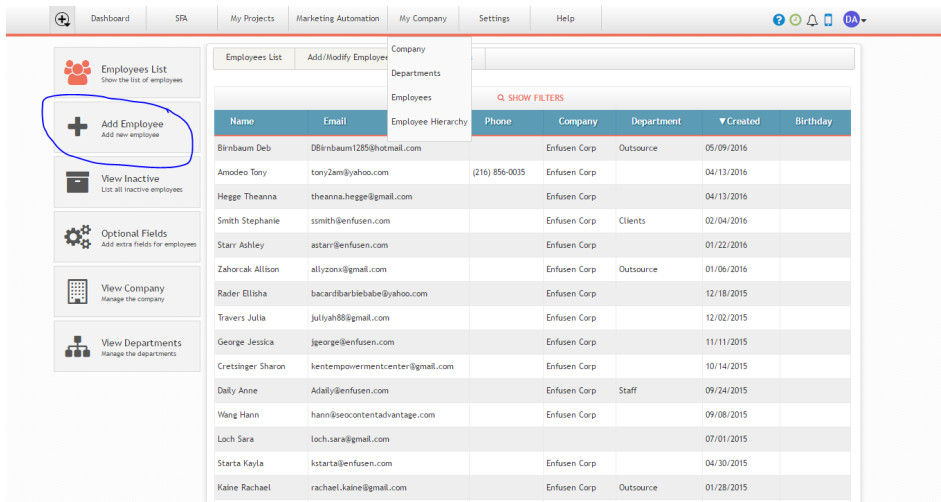 Dashboard SFA My Projects Marketing Automation My Company Settings Help DA
Employees List
Show the list of employees
Add Employee
Add new employee
View Inactive
List all inactive employees
Optional Fields
Add extra fields for employees
View Company
Manage the company
View Departments
Manage the departments
Employees List Add/Modify Employee
Company
Departments
Employees
Employee Hierarchy
SHOW FILTERS
Name Email Phone Company Department ▼Created Birthday
Birnbaum Deb DBirnbaum1285@hotmail.com Enfusen Corp Outsource 05/09/2016
Amodeo Tony tony2am@yahoo.com (216) 856-0035 Enfusen Corp 04/13/2016
Hegge Theanna theanna.hegge@gmail.com Enfusen Corp 04/13/2016
Smith Stephanie ssmith@enfusen.com Enfusen Corp Clients 02/04/2016
Starr Ashley astarr@enfusen.com Enfusen Corp 01/22/2016
Zahorcak Allison allyzonx@gmail.com Enfusen Corp Outsource 01/06/2016
Rader Ellisha bacardibarbiebabe@yahoo.com Enfusen Corp 12/18/2015
Travers Julia juliyah88@gmail.com Enfusen Corp 12/02/2015
George Jessica jgeorge@enfusen.com Enfusen Corp 11/11/2015
Cretsinger Sharon kentempowermentcenter@gmail.com Enfusen Corp 10/14/2015
Daily Anne Adaily@enfusen.com Enfusen Corp Staff 09/24/2015
Wang Hann hann@seocontentadvantage.com Enfusen Corp 09/08/2015
Loch Sara loch.sara@gmail.com 07/01/2015
Starta Kayla kstarta@enfusen.com Enfusen Corp 04/30/2015
Kaine Rachael rachael.kaine@gmail.com Enfusen Corp Outsource 01/28/2015